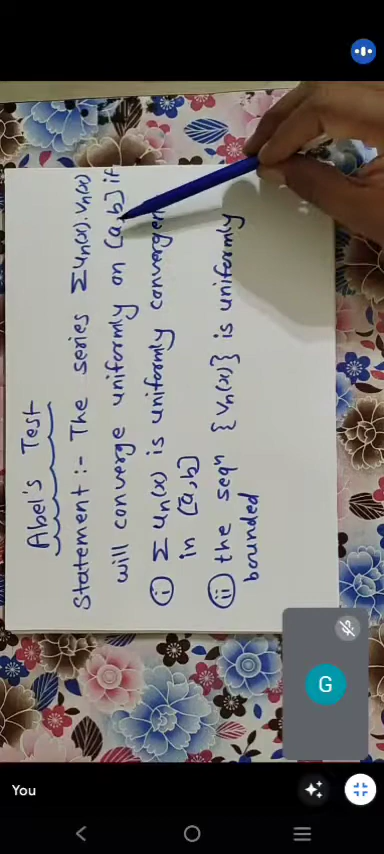 Abel's Test
Statement :- The series Σ un(x). vn(x)
will converge uniformly on [a,b] if
(i) Σ un(x) is uniformly convergen
in [a,b]
(ii) the seqn {vn(x)} is uniformly
bounded
G
You